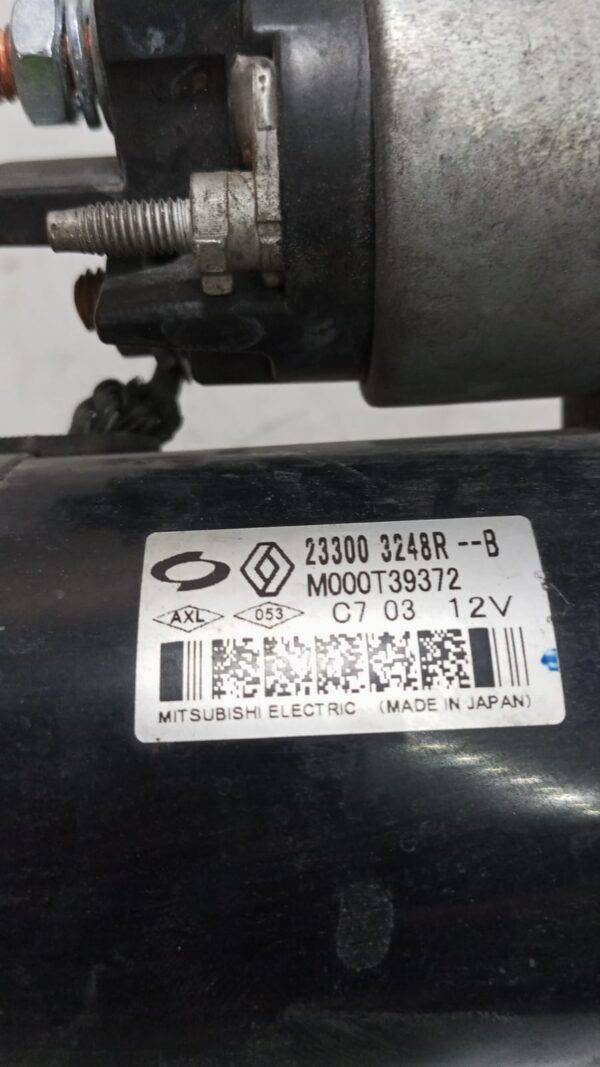 23300 3248R --B
M000T39372
AXL 053 C7 03 12V
MITSUBISHI ELECTRIC (MADE IN JAPAN)